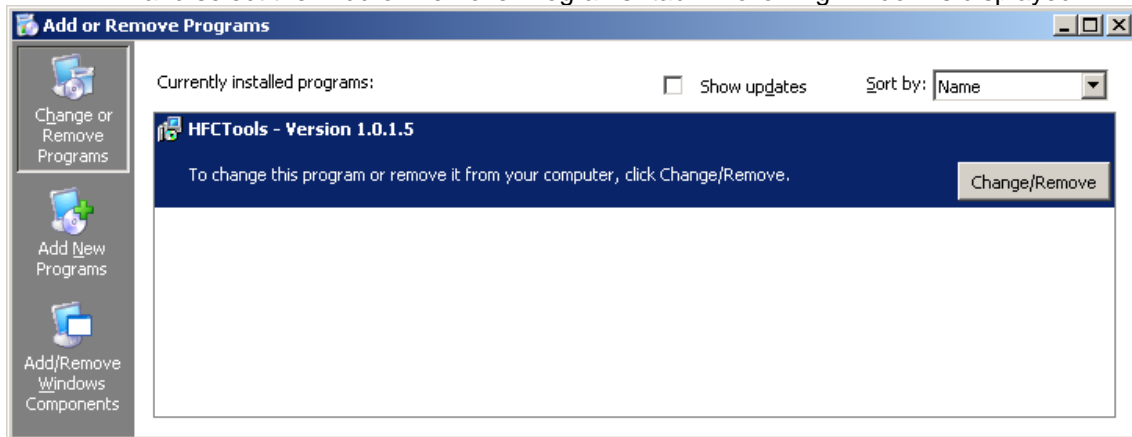 Add or Remove Programs
Change or
Remove
Programs
Currently installed programs:
Show updates
Sort by: Name
HFCTools - Version 1.0.1.5
To change this program or remove it from your computer, click Change/Remove.
Change/Remove
Add New
Programs
Add/Remove
Windows
Components